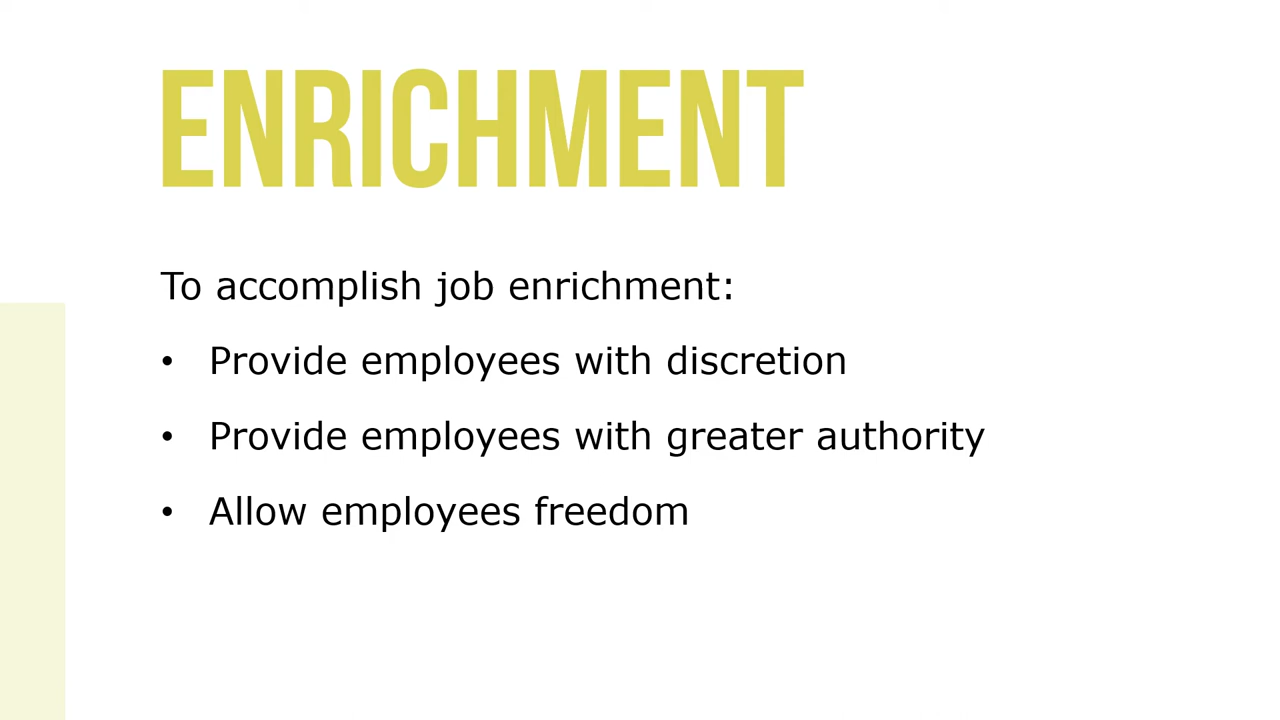 ENRICHMENT
To accomplish job enrichment:
• Provide employees with discretion
• Provide employees with greater authority
• Allow employees freedom